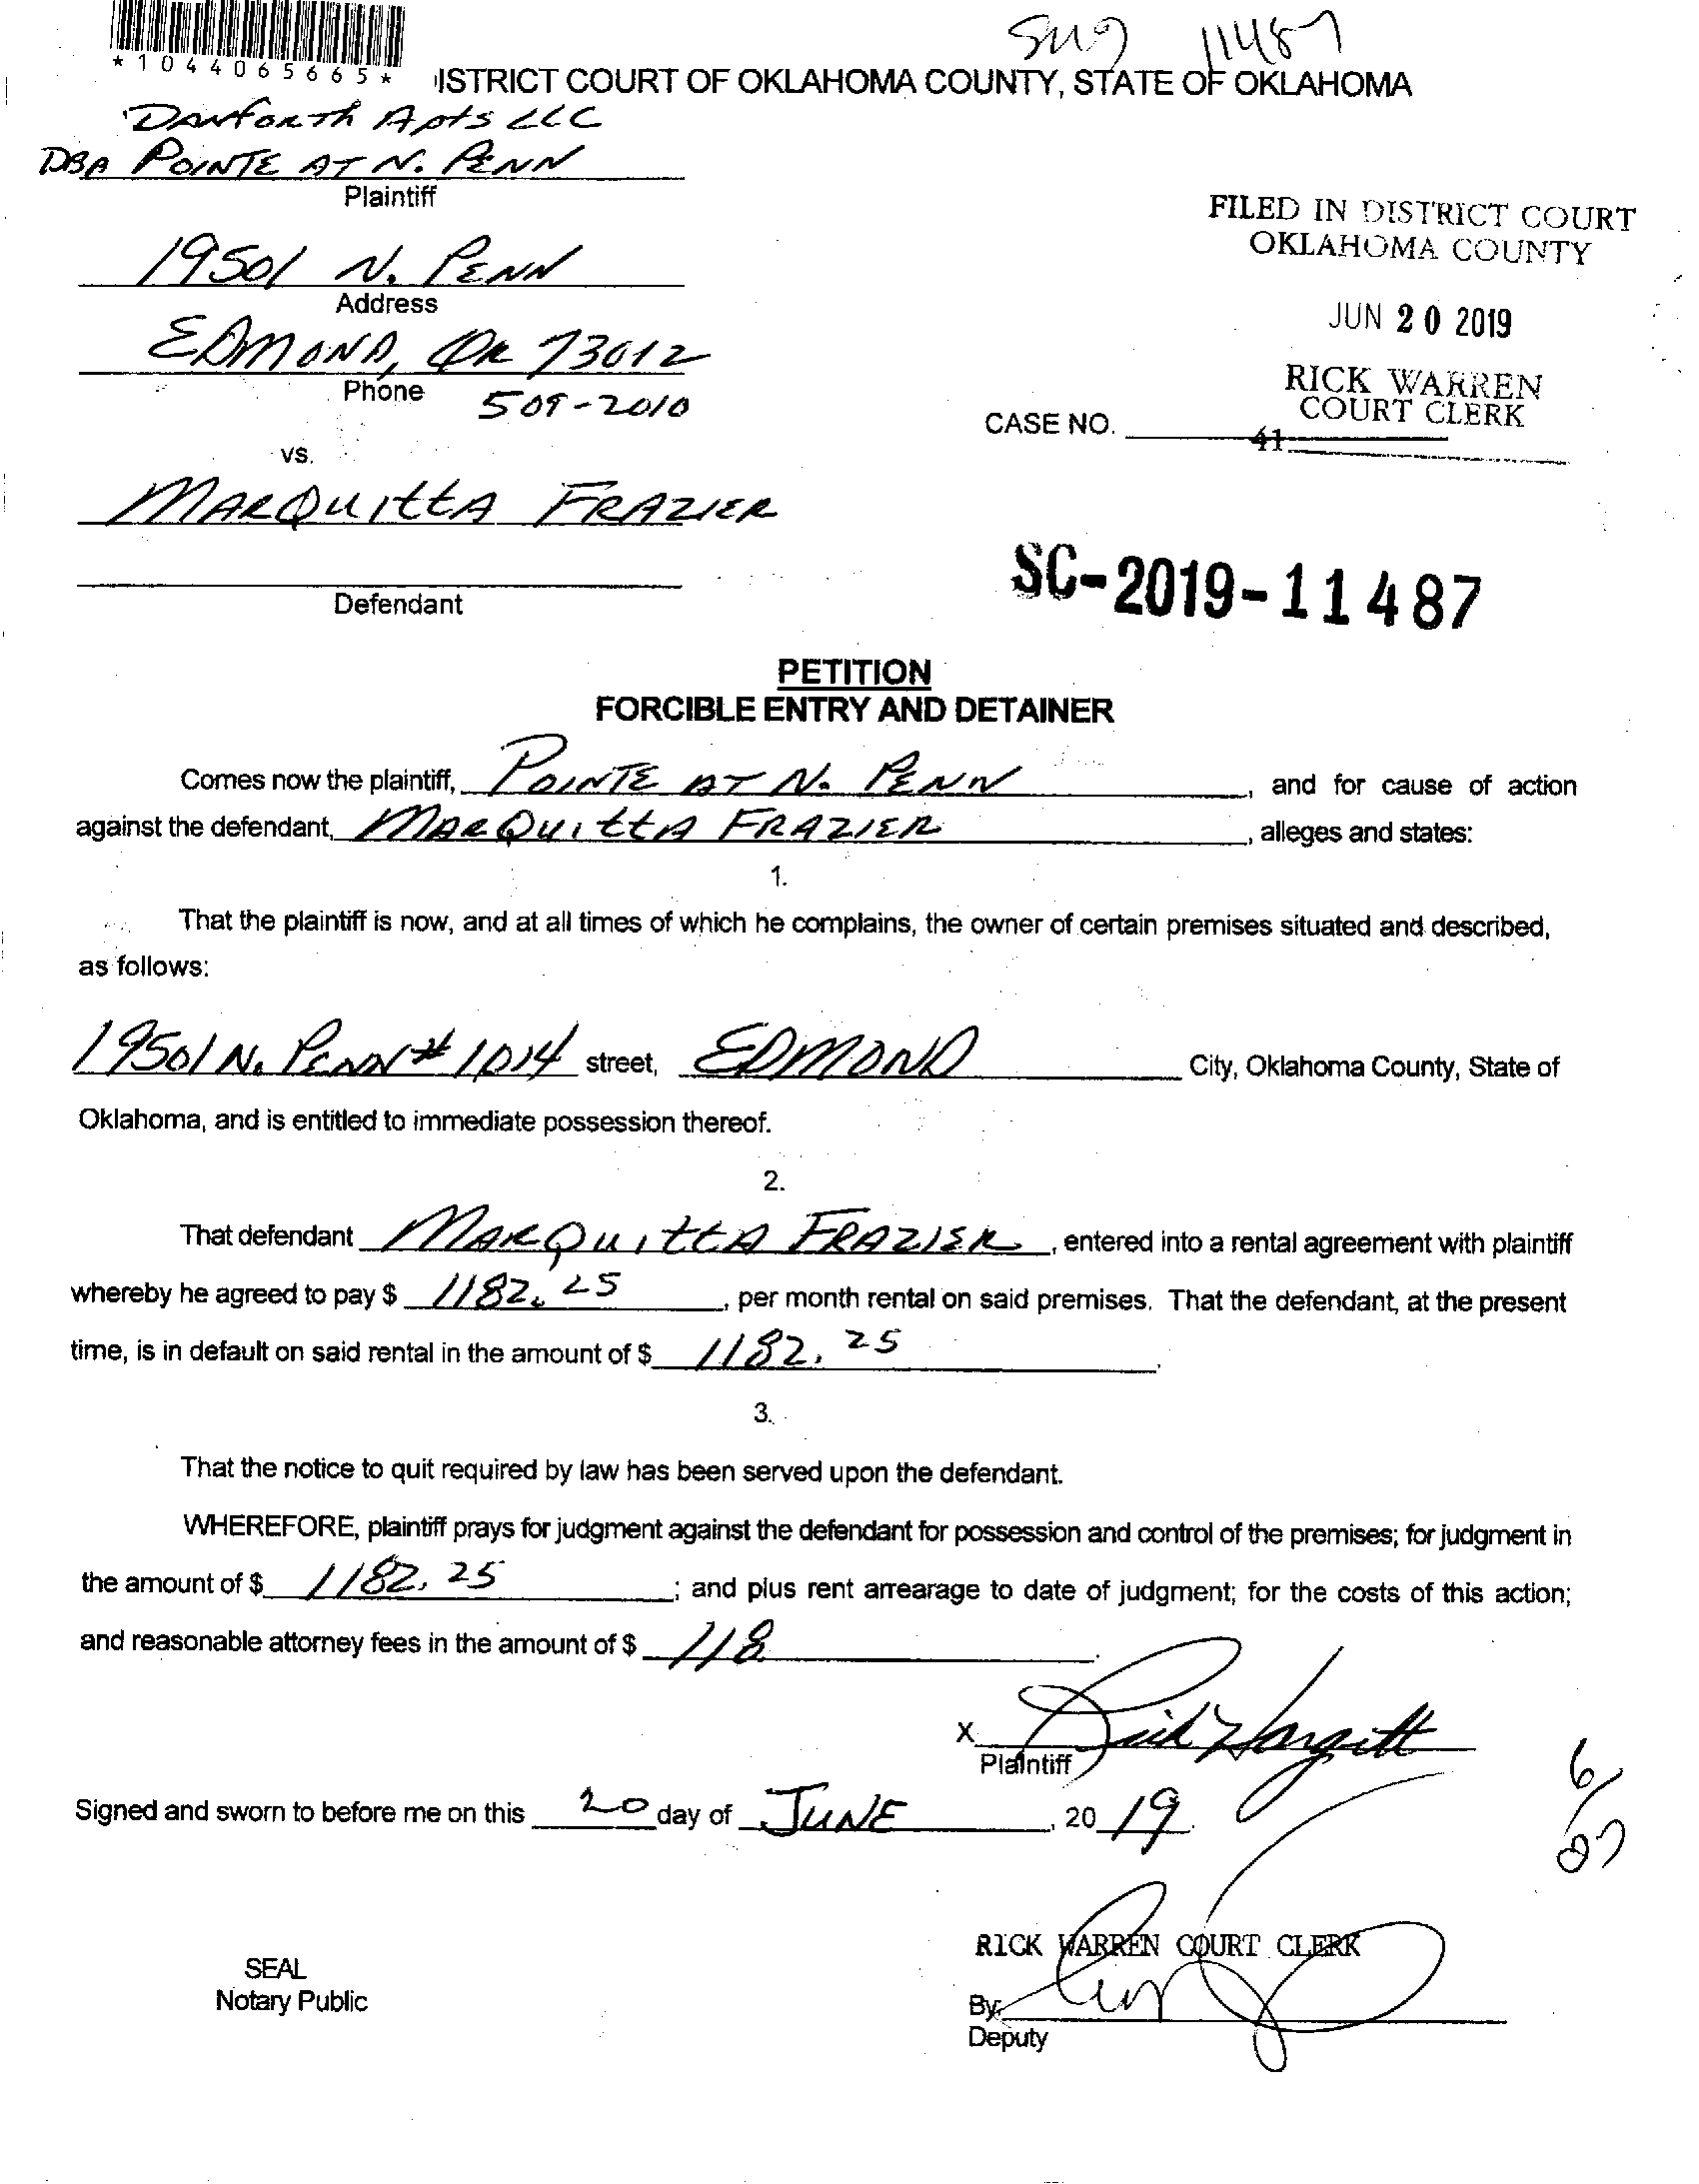 11487
*1044065665*
ISTRICT COURT OF OKLAHOMA COUNTY, STATE OF OKLAHOMA
Danforth Apts LLC
DBA POINTE AT N. PENN
Plaintiff
FILED IN DISTRICT COURT
OKLAHOMA COUNTY
19501 N. PENN
Address
JUN 20 2019
EDMOND, OK 73012
RICK WARREN
COURT CLERK
Phone 509-2010
CASE NO.
41
vs.
MARQUITTA FRAZIER
SC-2019-11487
Defendant
PETITION
FORCIBLE ENTRY AND DETAINER
Comes now the plaintiff, POINTE AT N. PENN, and for cause of action
against the defendant, MARQUITTA FRAZIER, alleges and states:
1.
That the plaintiff is now, and at all times of which he complains, the owner of certain premises situated and described,
as follows:
19501 N. PENN # 1014 street, EDMOND City, Oklahoma County, State of
Oklahoma, and is entitled to immediate possession thereof.
2.
That defendant MARQUITTA FRAZIER, entered into a rental agreement with plaintiff
whereby he agreed to pay $ 1182.25, per month rental on said premises. That the defendant, at the present
time, is in default on said rental in the amount of $ 1182.25.
3.
That the notice to quit required by law has been served upon the defendant.
WHEREFORE, plaintiff prays for judgment against the defendant for possession and control of the premises; for judgment in
the amount of $ 1182.25; and plus rent arrearage to date of judgment; for the costs of this action;
and reasonable attorney fees in the amount of $ 118.
X Rick Hargett
Plaintiff
6/27
Signed and sworn to before me on this 20 day of JUNE, 20 19.
RICK WARREN COURT CLERK
SEAL
Notary Public
By
Deputy